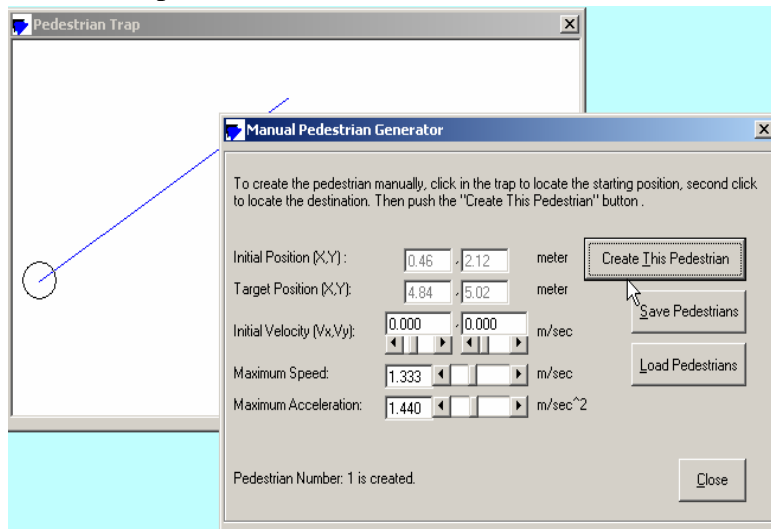 Pedestrian Trap
Manual Pedestrian Generator
To create the pedestrian manually, click in the trap to locate the starting position, second click
to locate the destination. Then push the "Create This Pedestrian" button .
Initial Position (X,Y) : 0.46 , 2.12 meter Create This Pedestrian
Target Position (X,Y): 4.84 , 5.02 meter
Save Pedestrians
Initial Velocity (Vx,Vy): 0.000 , 0.000 m/sec
Load Pedestrians
Maximum Speed: 1.333 m/sec
Maximum Acceleration: 1.440 m/sec^2
Pedestrian Number: 1 is created. Close